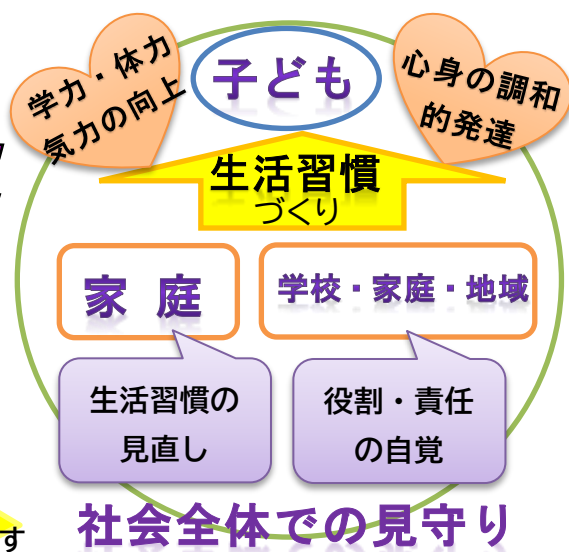 学力・体力
気力の向上
子ども
心身の調和
的発達
生活習慣
づくり
家 庭
学校・家庭・地域
生活習慣の
見直し
役割・責任
の自覚
社会全体での見守り
す